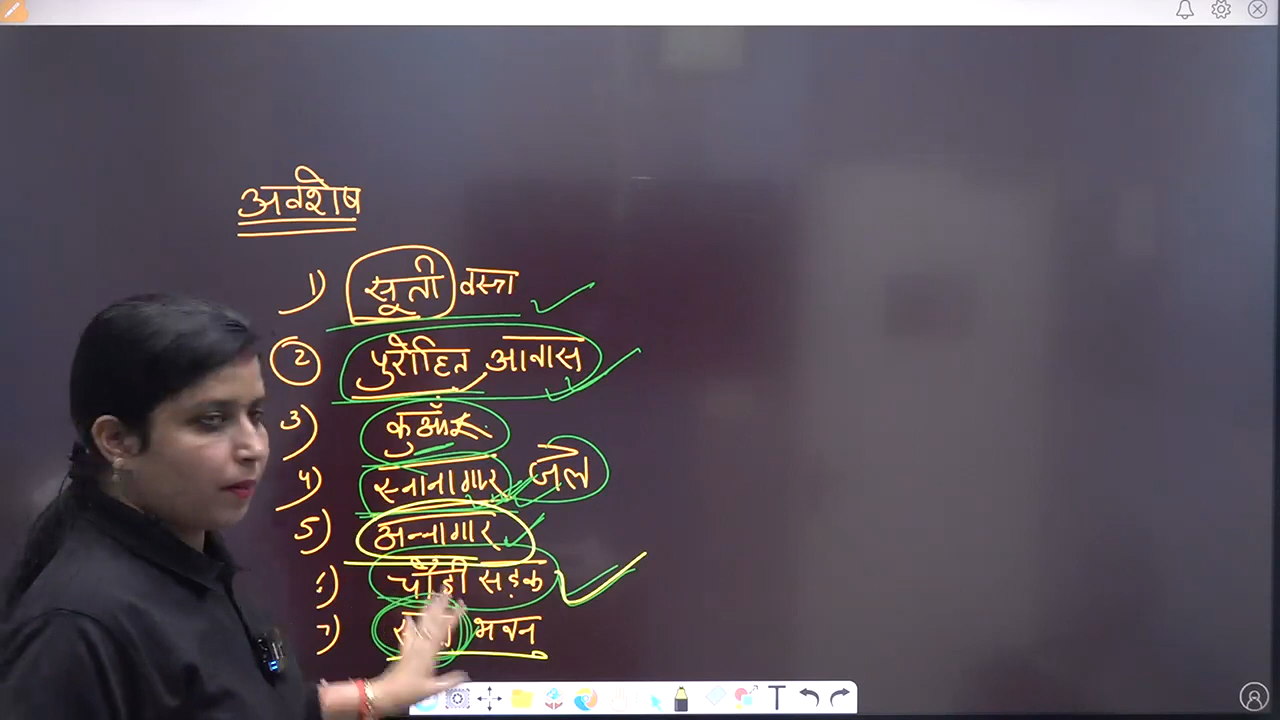 अवशेष
1) सूती वस्त्र
2 पुरोहित आवास
3) कुआँ
4) स्नानागार जल
5) अन्नागार
6) चौड़ी सड़क
7) भवन
T